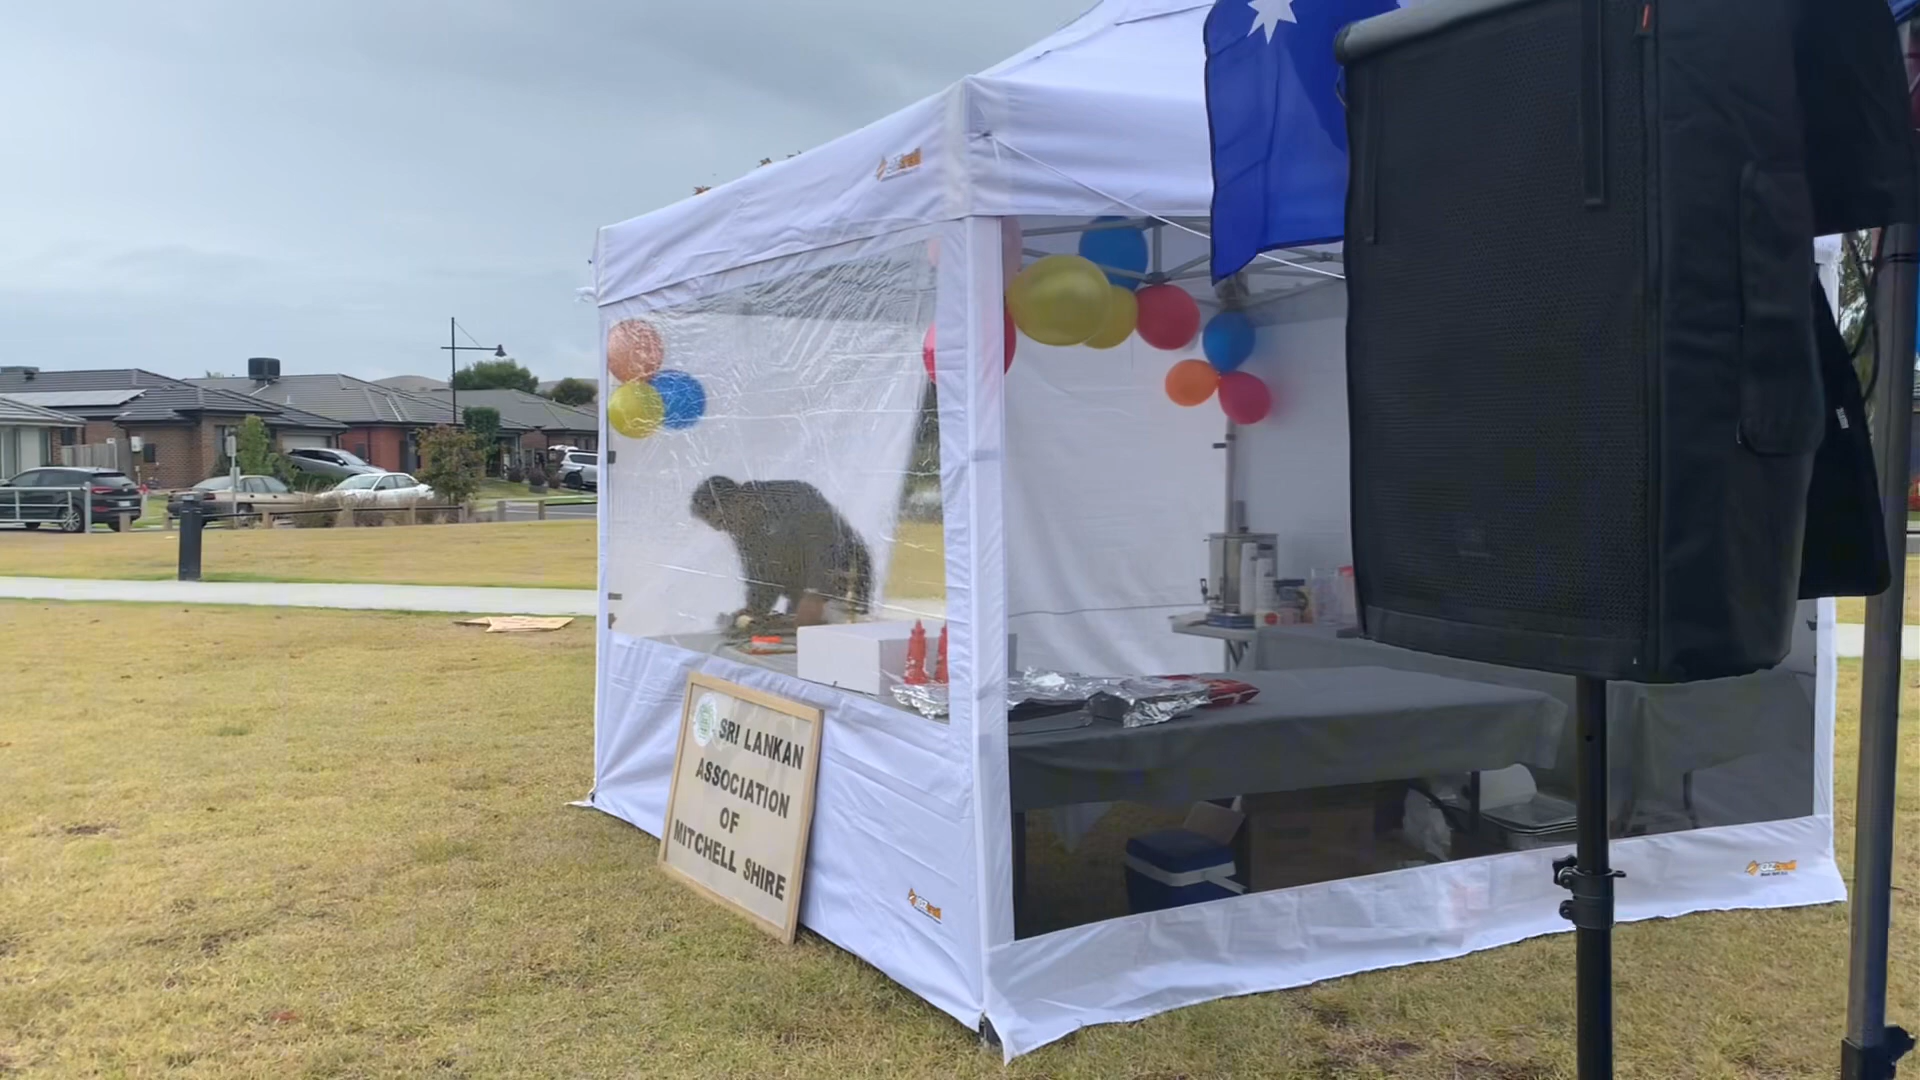 SRI LANKAN
ASSOCIATION
OF
MITCHELL SHIRE